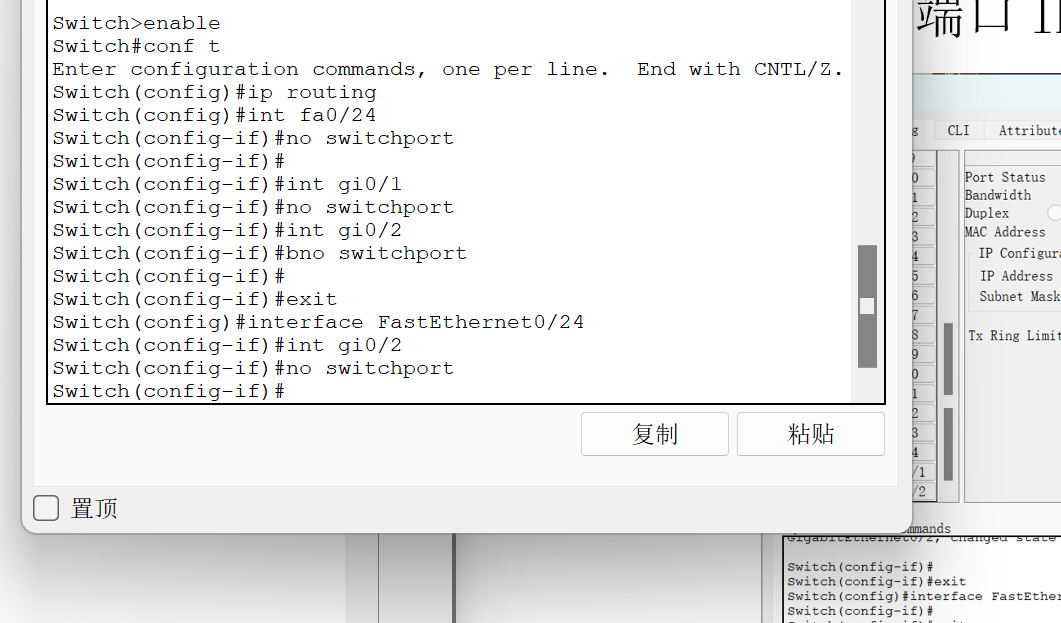 Switch>enable
Switch#conf t
Enter configuration commands, one per line.  End with CNTL/Z.
Switch(config)#ip routing
Switch(config)#int fa0/24
Switch(config-if)#no switchport
Switch(config-if)#
Switch(config-if)#int gi0/1
Switch(config-if)#no switchport
Switch(config-if)#int gi0/2
Switch(config-if)#bno switchport
Switch(config-if)#
Switch(config-if)#exit
Switch(config)#interface FastEthernet0/24
Switch(config-if)#int gi0/2
Switch(config-if)#no switchport
Switch(config-if)#
复制 粘贴
置顶
端口
CLI Attribute
Port Status
Bandwidth
Duplex
MAC Address
IP Configura
IP Address
Subnet Mask
Tx Ring Limit
mmands
GigabitEthernet0/2, changed state
Switch(config-if)#
Switch(config-if)#exit
Switch(config)#interface FastEther
Switch(config-if)#